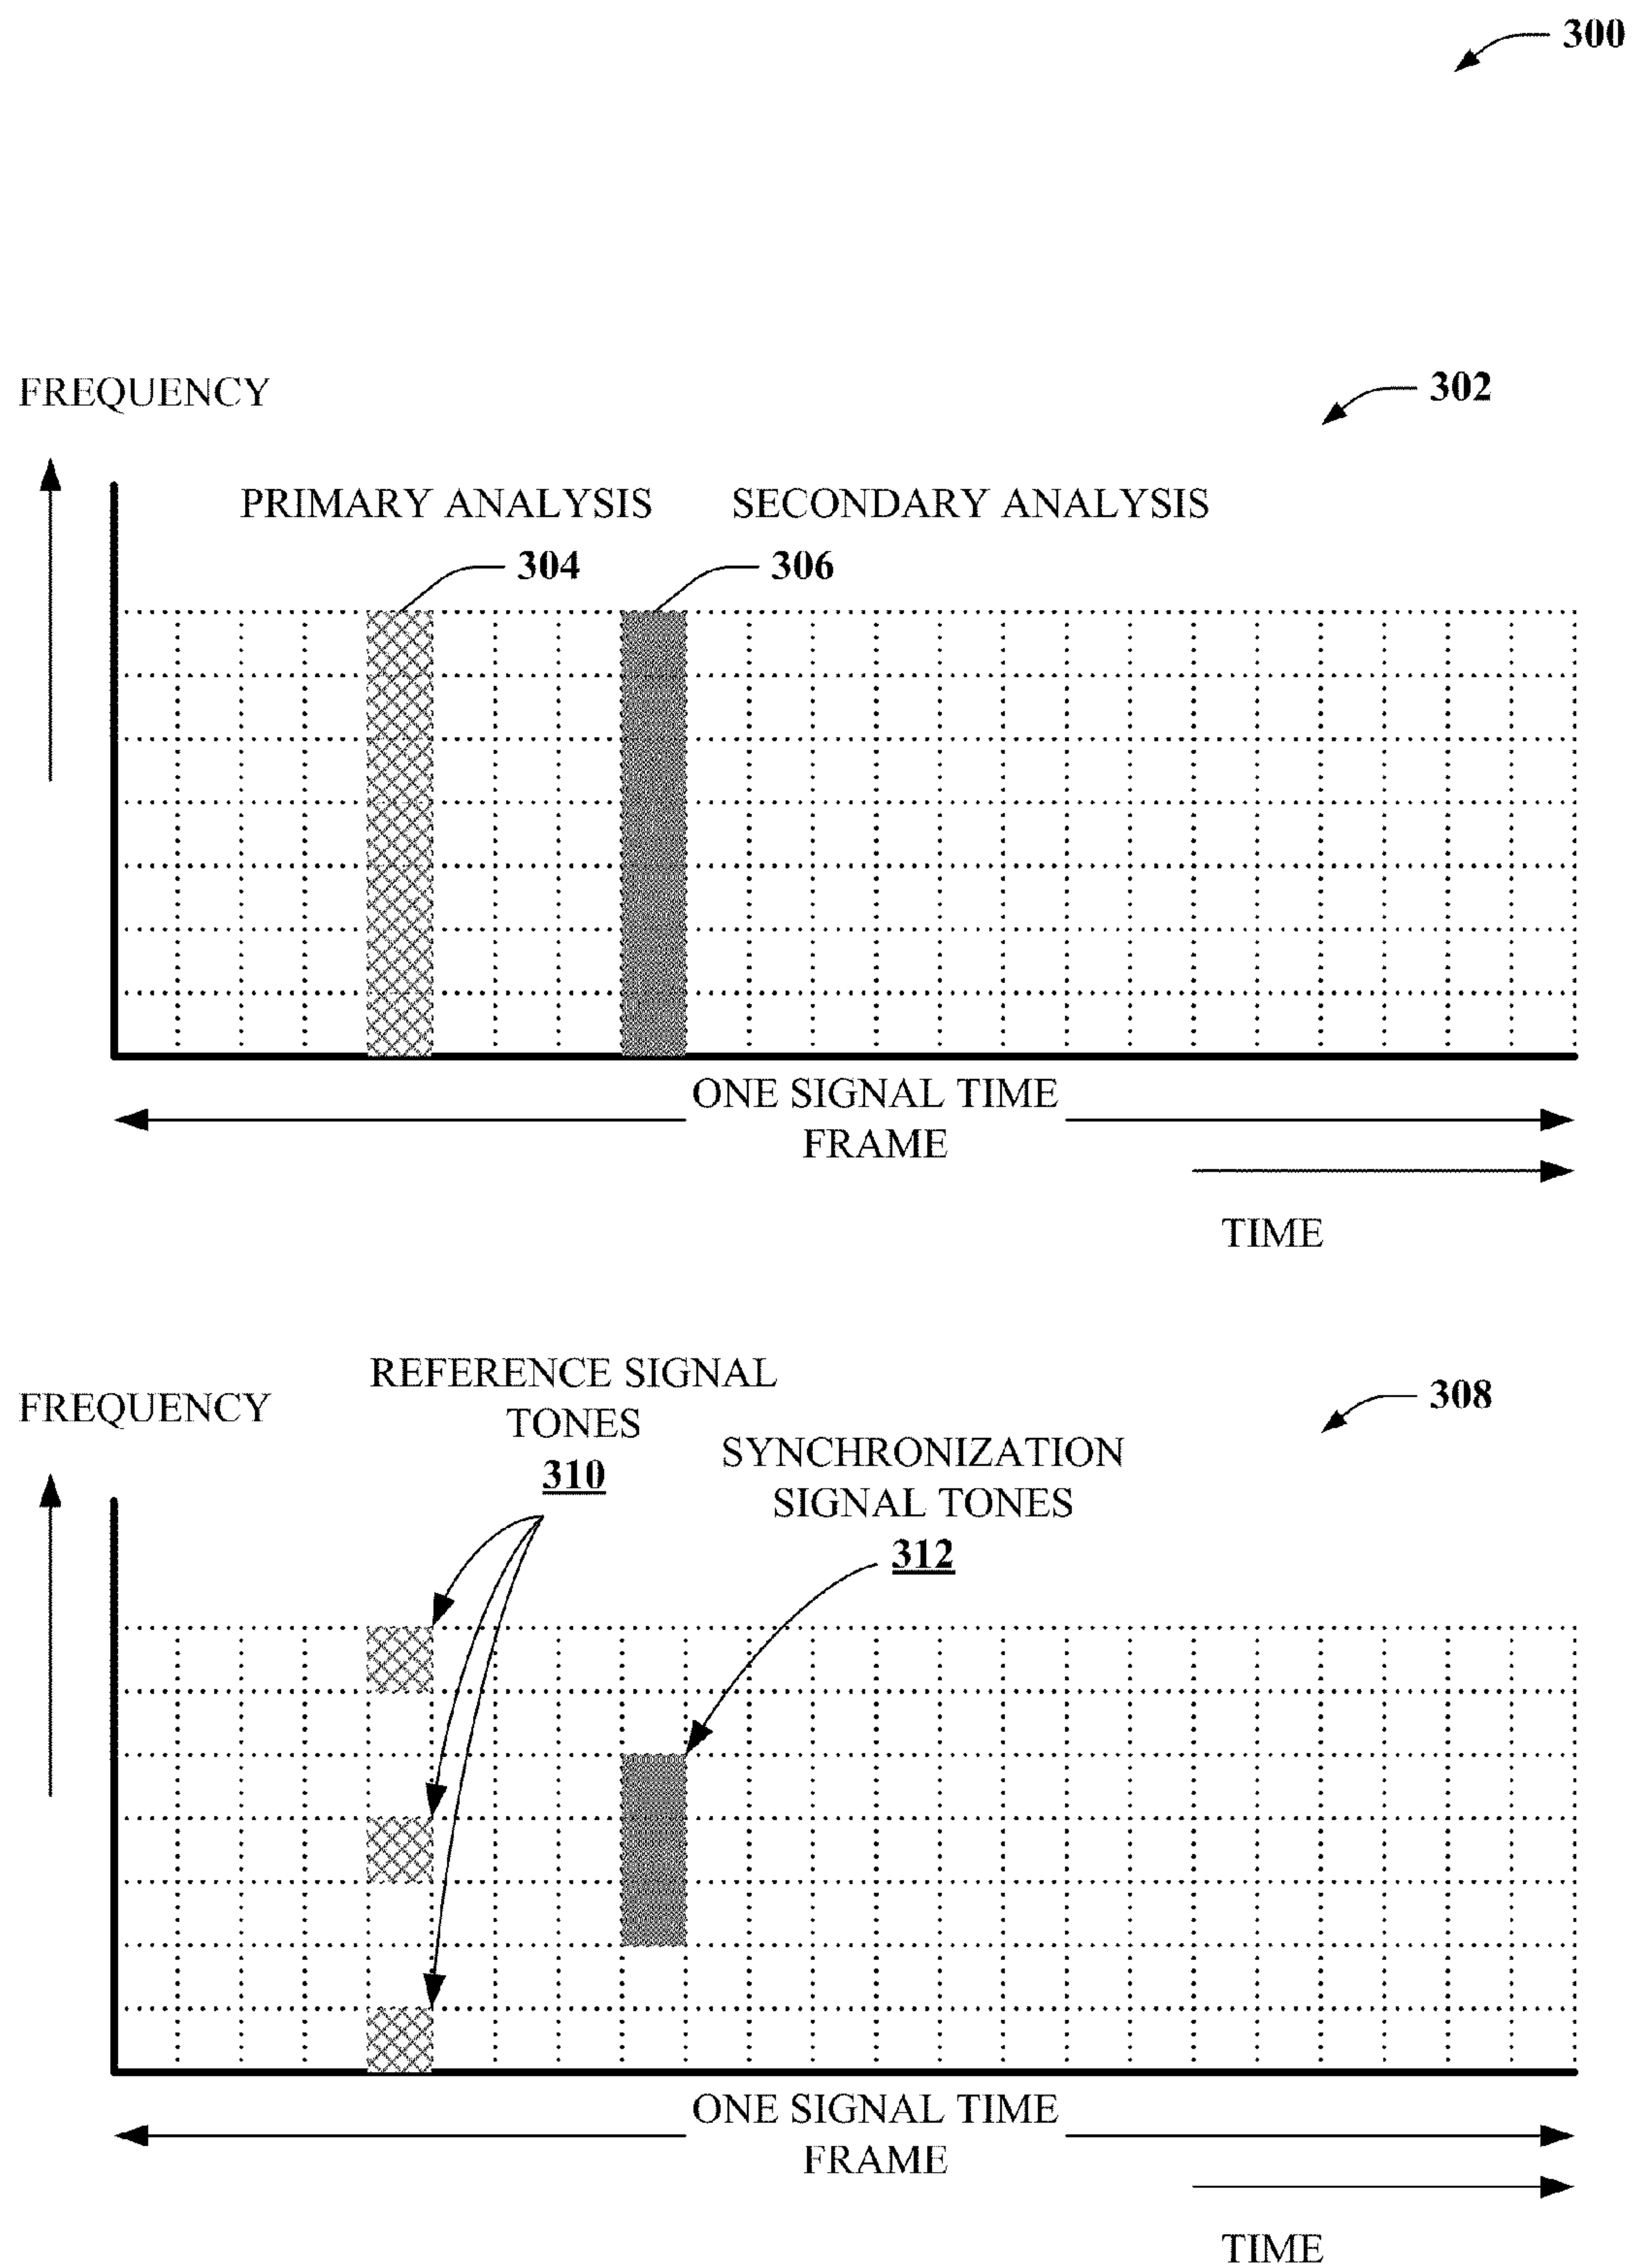 300
FREQUENCY
302
PRIMARY ANALYSIS
SECONDARY ANALYSIS
304
306
ONE SIGNAL TIME
FRAME
TIME
REFERENCE SIGNAL
TONES
310
FREQUENCY
308
SYNCHRONIZATION
SIGNAL TONES
312
ONE SIGNAL TIME
FRAME
TIME